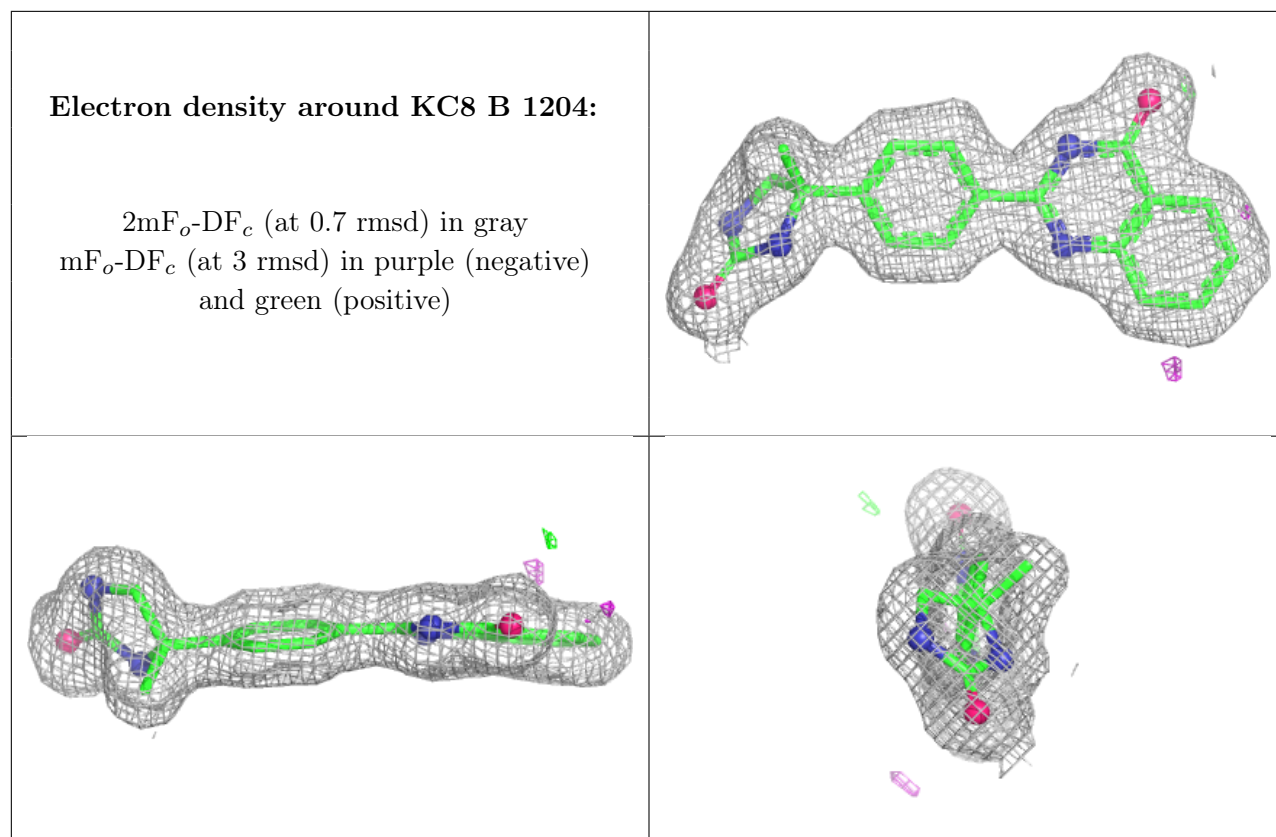 Electron density around KC8 B 1204:
2mFo-DFc (at 0.7 rmsd) in gray
mFo-DFc (at 3 rmsd) in purple (negative)
and green (positive)